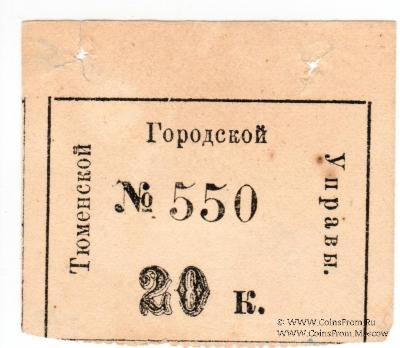 Тюменской
Городской
Управы.
№ 550
20 к.
© WWW.CoinsFrom.Ru
© WWW.CoinsFrom.Moscow